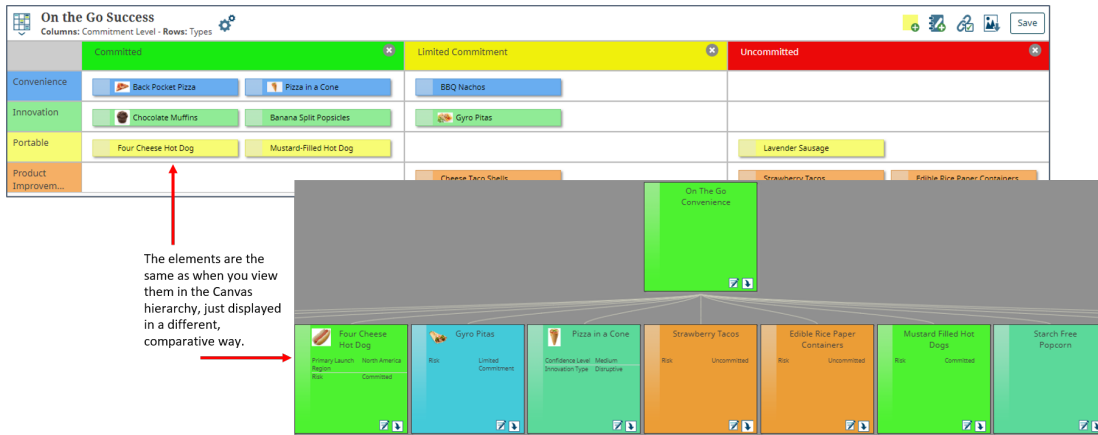 On the Go Success
Columns: Commitment Level - Rows: Types
Save
Committed
Limited Commitment
Uncommitted
Convenience
Back Pocket Pizza
Pizza in a Cone
BBQ Nachos
Innovation
Chocolate Muffins
Banana Split Popsicles
Gyro Pitas
Portable
Four Cheese Hot Dog
Mustard-Filled Hot Dog
Lavender Sausage
Product
Improvem...
Cheese Taco Shells
Strawberry Tacos
Edible Rice Paper Containers
The elements are the
same as when you view
them in the Canvas
hierarchy, just displayed
in a different,
comparative way.
On The Go
Convenience
Four Cheese
Hot Dog
Primary Launch North America
Region
Risk Committed
Gyro Pitas
Risk Limited
Commitment
Pizza in a Cone
Confidence Level Medium
Innovation Type Disruptive
Strawberry Tacos
Risk Uncommitted
Edible Rice Paper
Containers
Risk Uncommitted
Mustard Filled Hot
Dogs
Risk Committed
Starch Free
Popcorn